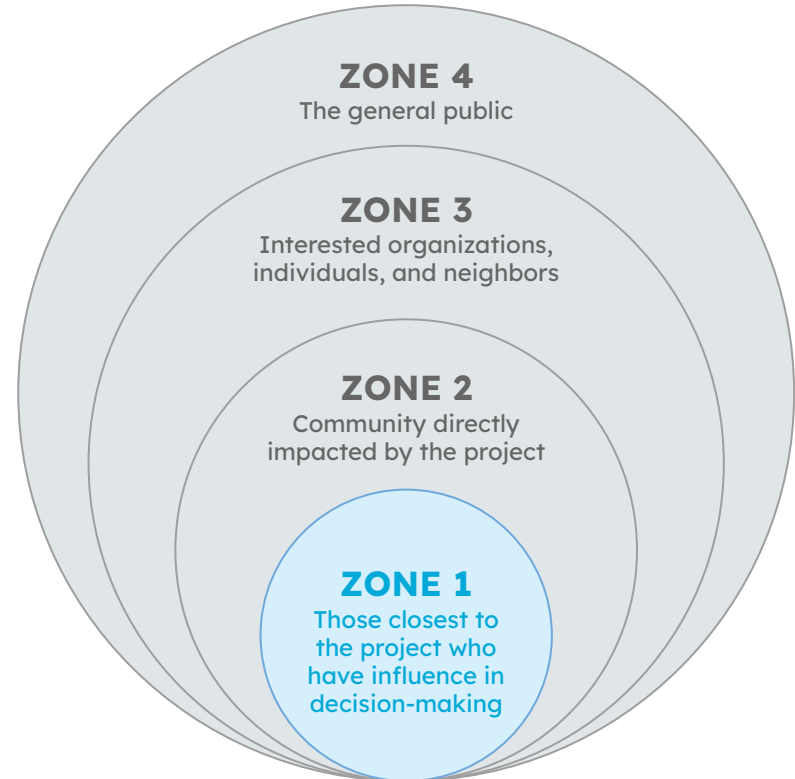 ZONE 4
The general public
ZONE 3
Interested organizations,
individuals, and neighbors
ZONE 2
Community directly
impacted by the project
ZONE 1
Those closest to
the project who
have influence in
decision-making